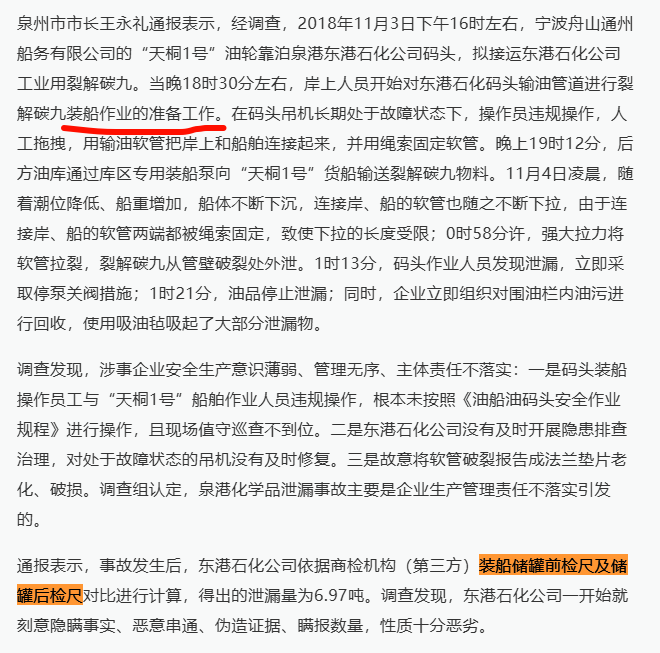 泉州市市长王永礼通报表示，经调查，2018年11月3日下午16时左右，宁波舟山通州
船务有限公司的“天桐1号”油轮靠泊泉港东港石化公司码头，拟接运东港石化公司
工业用裂解碳九。当晚18时30分左右，岸上人员开始对东港石化码头输油管道进行裂
解碳九装船作业的准备工作。在码头吊机长期处于故障状态下，操作员违规操作，人
工拖拽，用输油软管把岸上和船舶连接起来，并用绳索固定软管。晚上19时12分，后
方油库通过库区专用装船泵向“天桐1号”货船输送裂解碳九物料。11月4日凌晨，随
着潮位降低、船重增加，船体不断下沉，连接岸、船的软管也随之不断下拉，由于连
接岸、船的软管两端都被绳索固定，致使下拉的长度受限；0时58分许，强大拉力将
软管拉裂，裂解碳九从管壁破裂处外泄。1时13分，码头作业人员发现泄漏，立即采
取停泵关阀措施；1时21分，油品停止泄漏；同时，企业立即组织对围油栏内油污进
行回收，使用吸油毡吸起了大部分泄漏物。
调查发现，涉事企业安全生产意识薄弱、管理无序、主体责任不落实：一是码头装船
操作员工与“天桐1号”船舶作业人员违规操作，根本未按照《油船油码头安全作业
规程》进行操作，且现场值守巡查不到位。二是东港石化公司没有及时开展隐患排查
治理，对处于故障状态的吊机没有及时修复。三是故意将软管破裂报告成法兰垫片老
化、破损。调查组认定，泉港化学品泄漏事故主要是企业生产管理责任不落实引发
的。
通报表示，事故发生后，东港石化公司依据商检机构（第三方）装船储罐前检尺及储
罐后检尺对比进行计算，得出的泄漏量为6.97吨。调查发现，东港石化公司一开始就
刻意隐瞒事实、恶意串通、伪造证据、瞒报数量，性质十分恶劣。